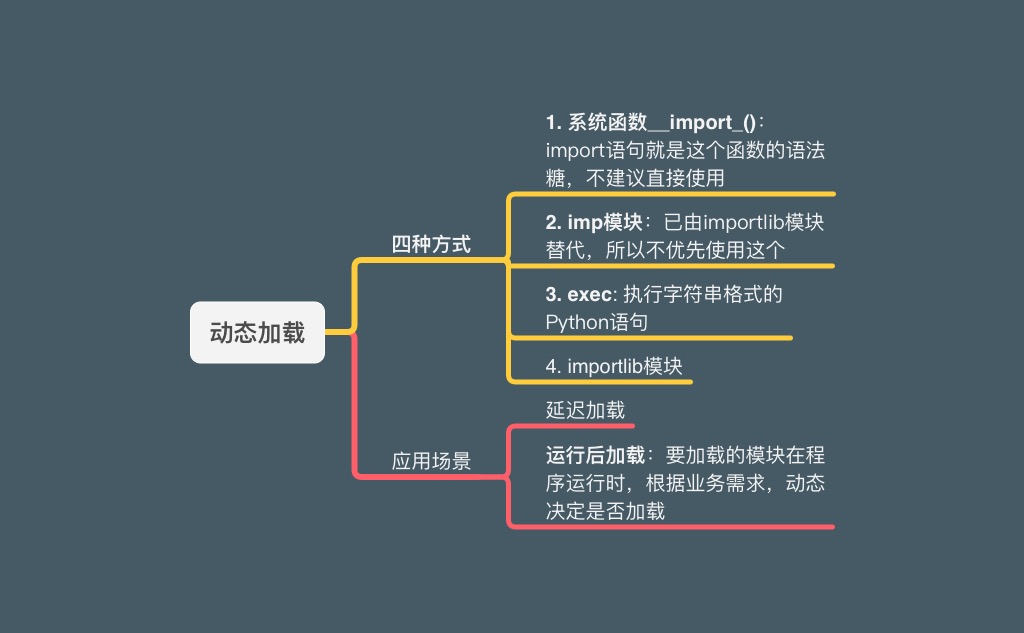 1. 系统函数__import_():
import语句就是这个函数的语法
糖，不建议直接使用
2. imp模块：已由importlib模块
替代，所以不优先使用这个
四种方式
3. exec: 执行字符串格式的
Python语句
动态加载
4. importlib模块
延迟加载
应用场景
运行后加载：要加载的模块在程
序运行时，根据业务需求，动态
决定是否加载